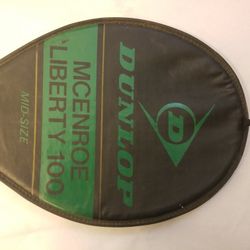 D
DUNLOP
MCENROE
'LIBERTY 100
MID-SIZE